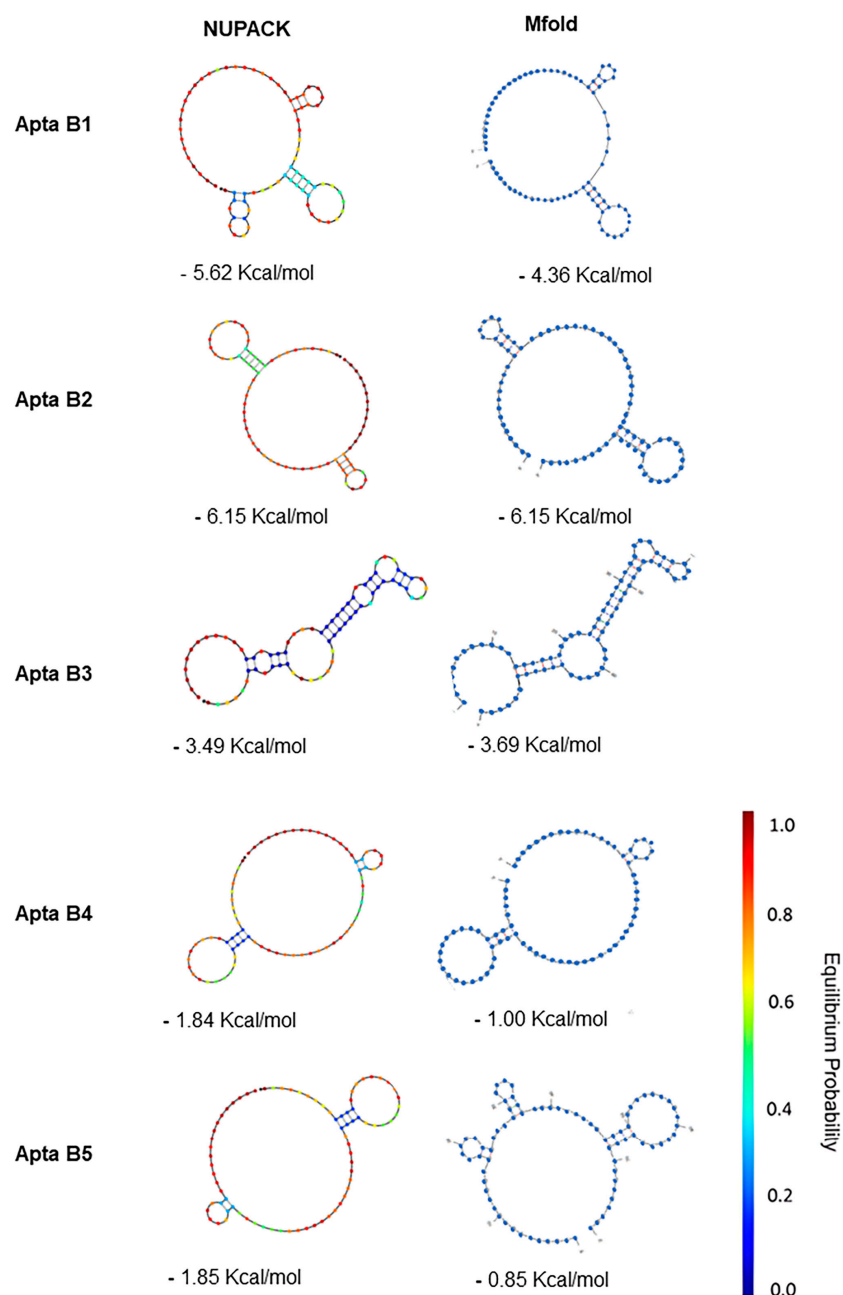 NUPACK Mfold
Apta B1
- 5.62 Kcal/mol - 4.36 Kcal/mol
Apta B2
- 6.15 Kcal/mol - 6.15 Kcal/mol
Apta B3
- 3.49 Kcal/mol - 3.69 Kcal/mol
Apta B4
- 1.84 Kcal/mol - 1.00 Kcal/mol
Apta B5
- 1.85 Kcal/mol - 0.85 Kcal/mol
1.0
0.8
0.6
0.4
0.2
0.0
Equilibrium Probability